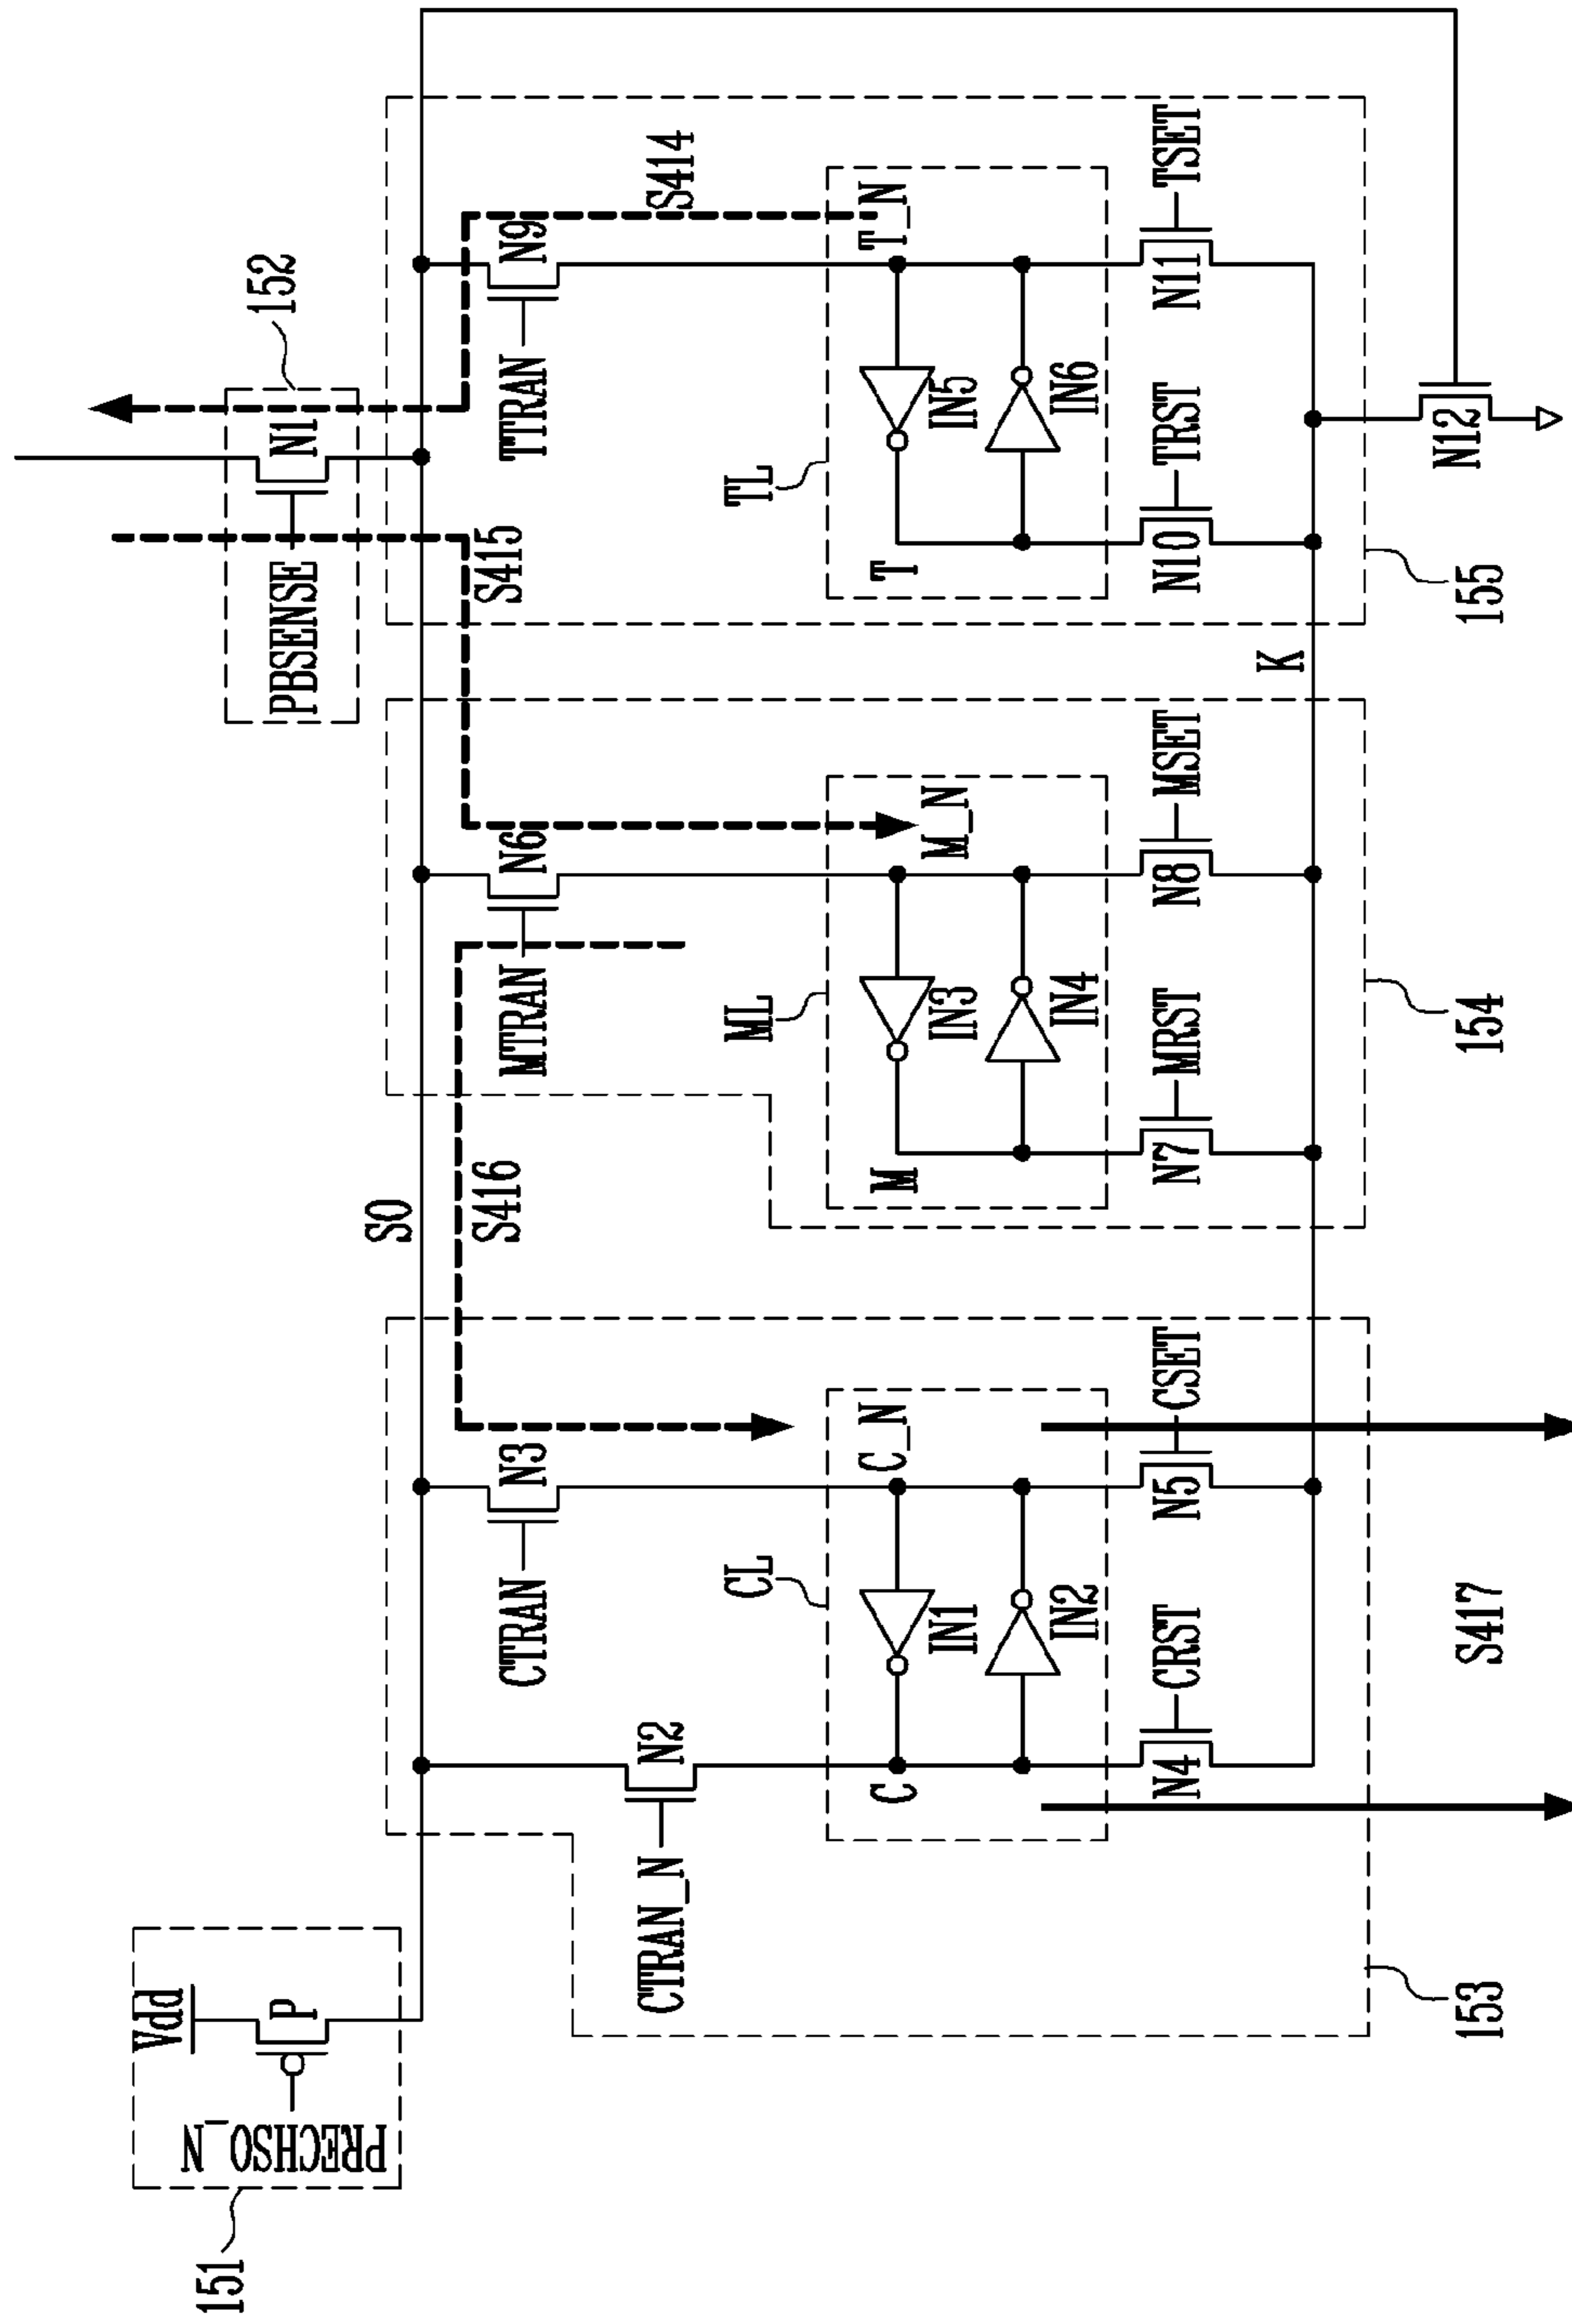 151
PRECHSO_N
Vdd
P
PBSENSE
N1
152
SO
S416
S415
S414
CTRAN_N
N2
CTRAN
N3
MTRAN
N6
TTRAN
N9
CL
C
C_N
IN1
IN2
ML
M
M_N
IN3
IN4
TL
T
T_N
IN5
IN6
N4
CRST
N5
CSET
N7
MRST
N8
MSET
N10
TRST
N11
TSET
K
N12
153
S417
154
155